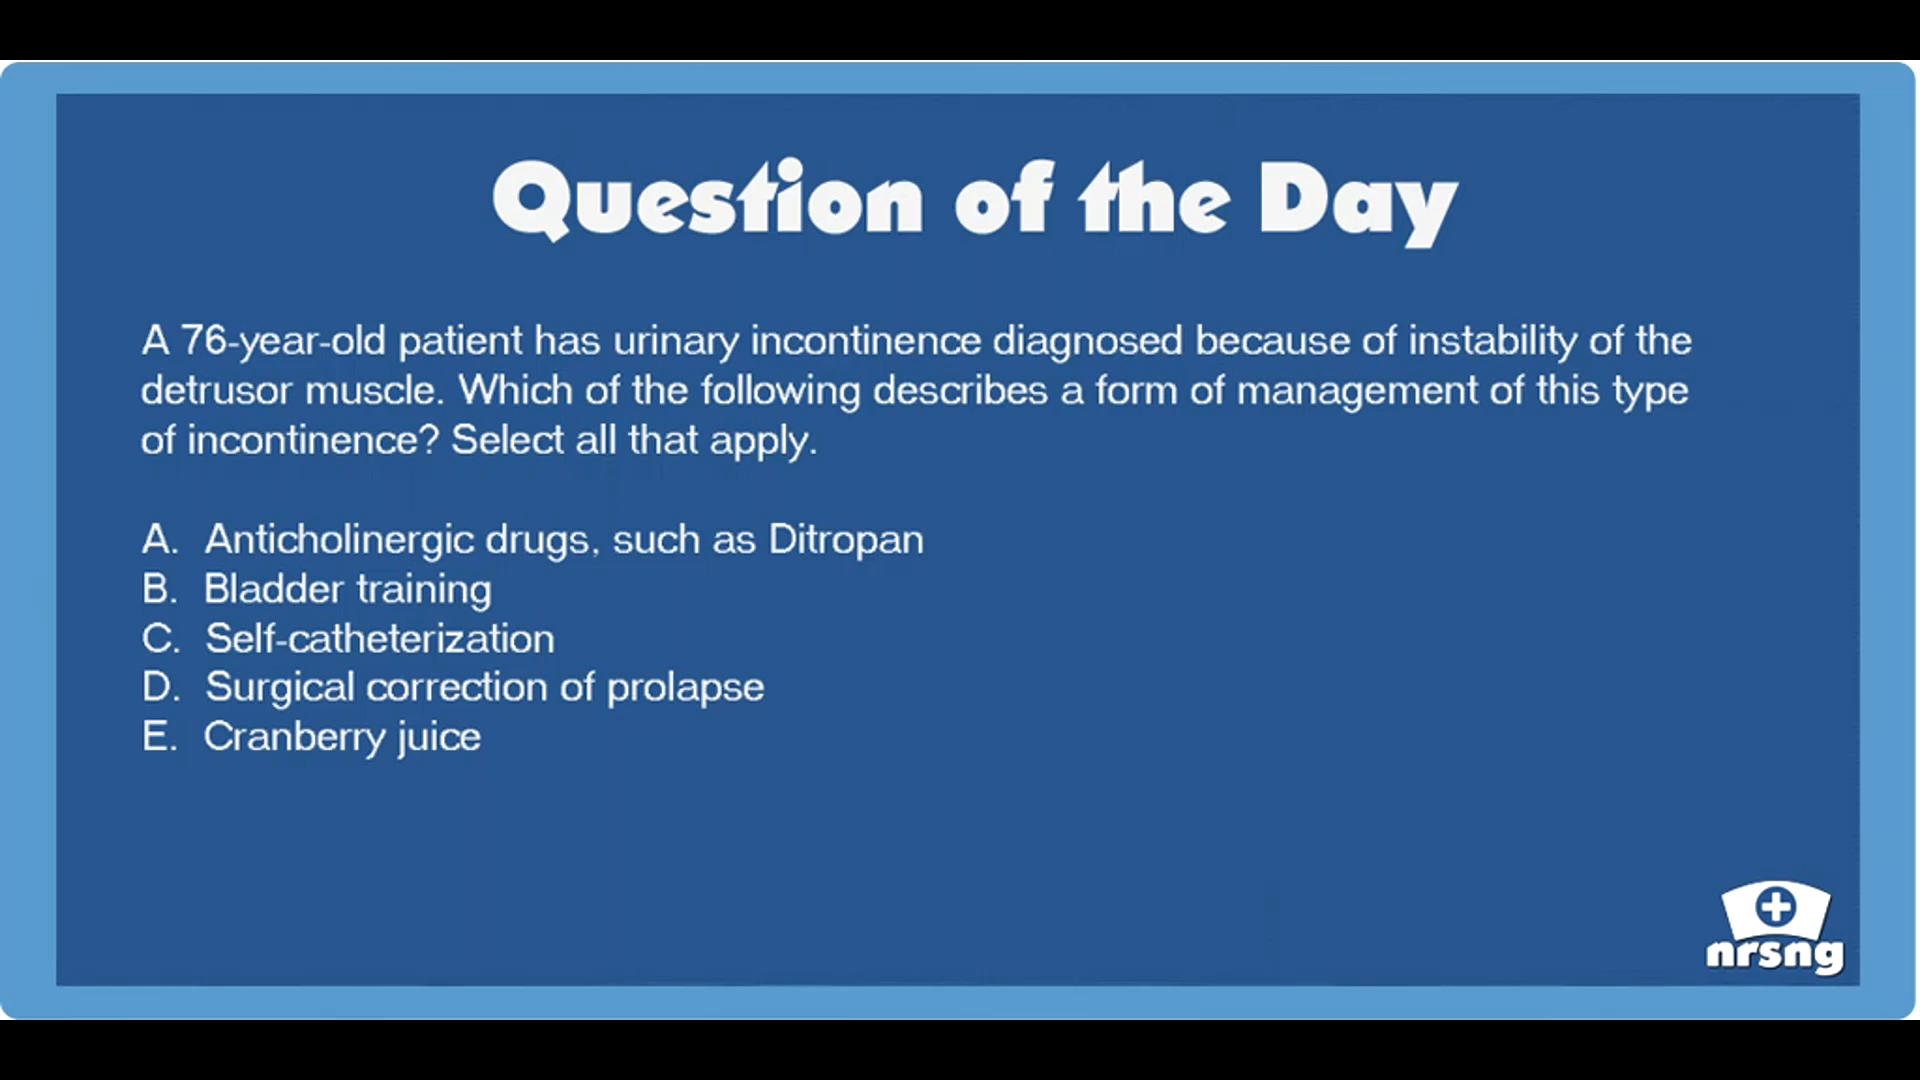 Question of the Day
A 76-year-old patient has urinary incontinence diagnosed because of instability of the
detrusor muscle. Which of the following describes a form of management of this type
of incontinence? Select all that apply.
A. Anticholinergic drugs, such as Ditropan
B. Bladder training
C. Self-catheterization
D. Surgical correction of prolapse
E. Cranberry juice
nrsng